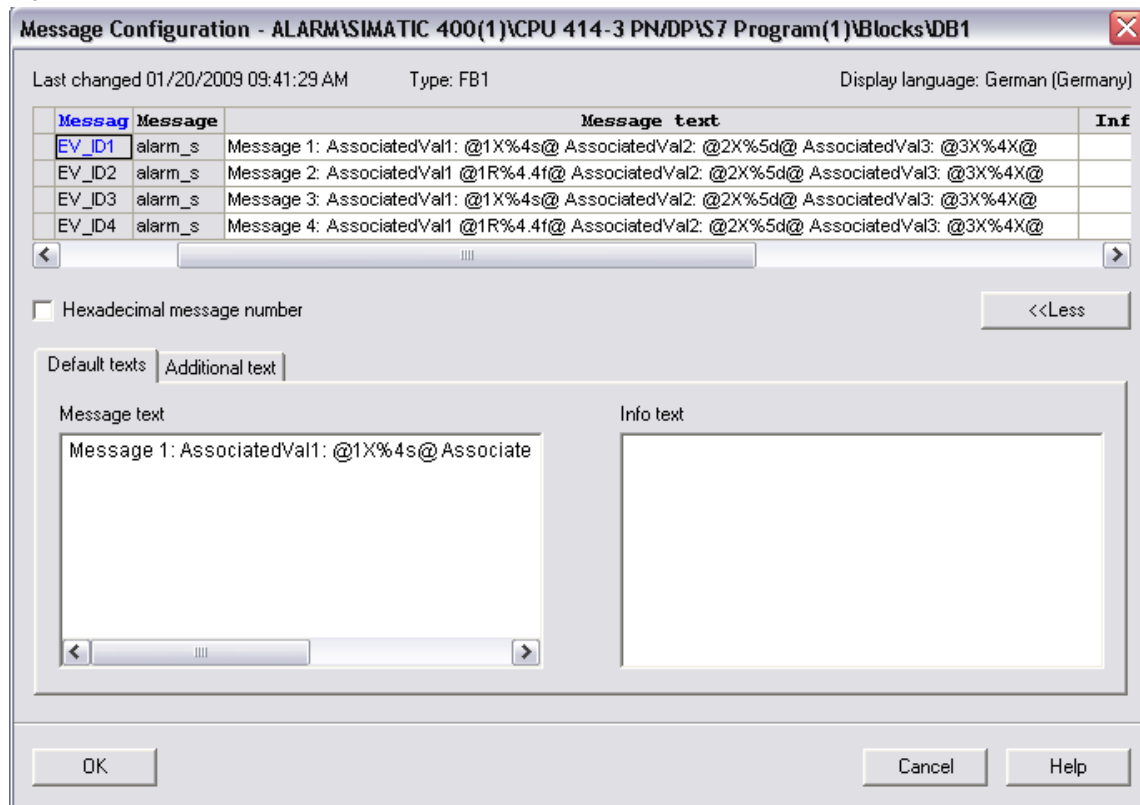 Message Configuration - ALARM\SIMATIC 400(1)\CPU 414-3 PN/DP\S7 Program(1)\Blocks\DB1
Last changed 01/20/2009 09:41:29 AM Type: FB1 Display language: German (Germany)
Messag Message Message text Inf
EV_ID1 alarm_s Message 1: AssociatedVal1: @1X%4s@ AssociatedVal2: @2X%5d@ AssociatedVal3: @3X%4X@
EV_ID2 alarm_s Message 2: AssociatedVal1 @1R%4.4f@ AssociatedVal2: @2X%5d@ AssociatedVal3: @3X%4X@
EV_ID3 alarm_s Message 3: AssociatedVal1: @1X%4s@ AssociatedVal2: @2X%5d@ AssociatedVal3: @3X%4X@
EV_ID4 alarm_s Message 4: AssociatedVal1 @1R%4.4f@ AssociatedVal2: @2X%5d@ AssociatedVal3: @3X%4X@
Hexadecimal message number <<Less
Default texts Additional text
Message text Info text
Message 1: AssociatedVal1: @1X%4s@ Associate
OK Cancel Help